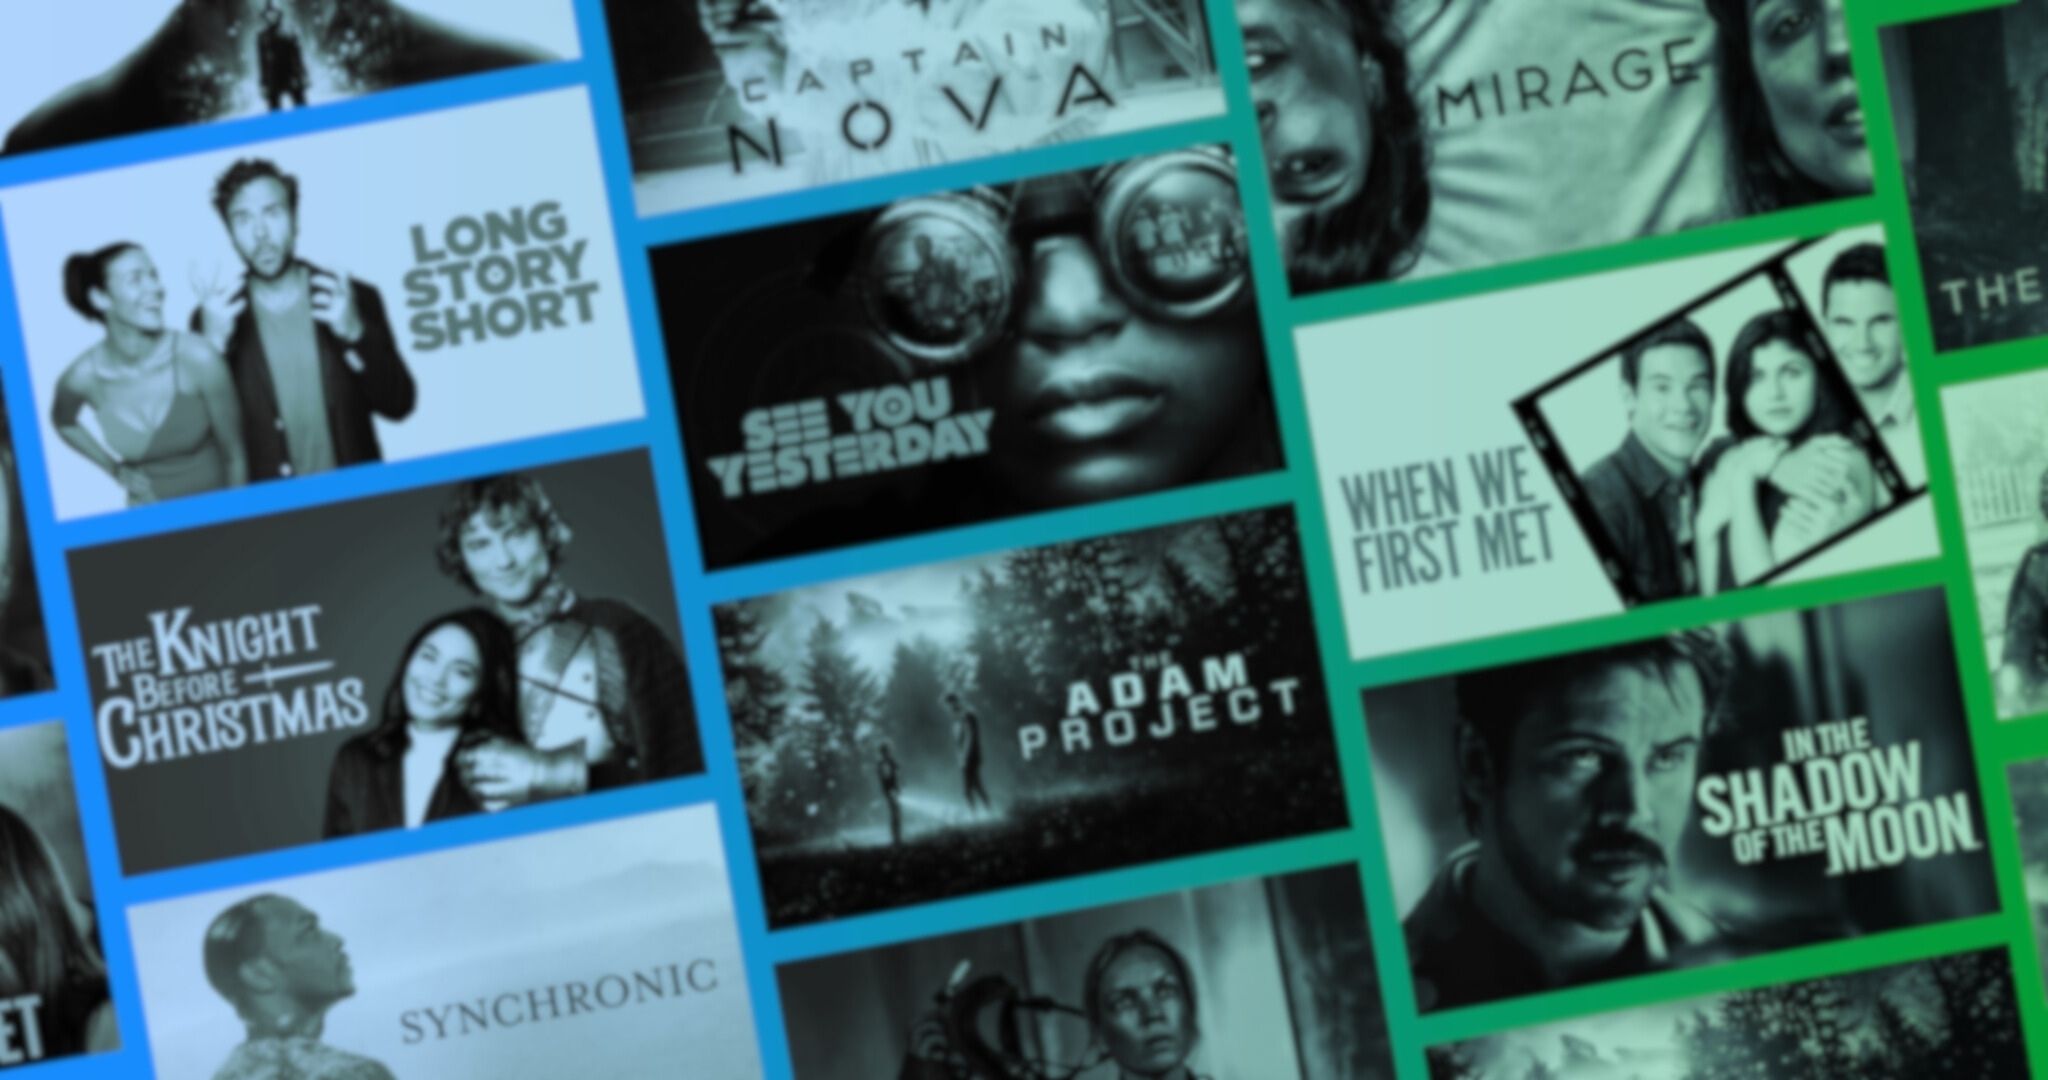 CAPTAIN
NOVA
MIRAGE
THE
LONG
STORY
SHORT
SEE YOU
YESTERDAY
WHEN WE
FIRST MET
THE KNIGHT
BEFORE
CHRISTMAS
THE
ADAM
PROJECT
IN THE
SHADOW
OF THE MOON
SYNCHRONIC
ET